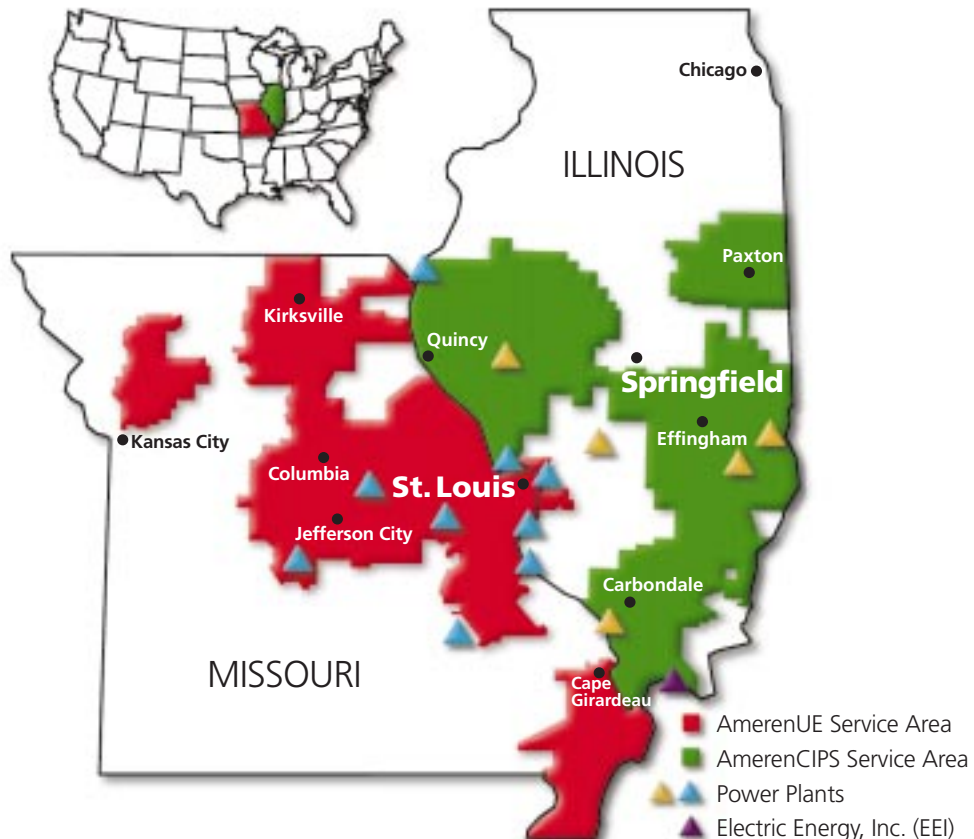 Chicago
ILLINOIS
Paxton
Kirksville
Quincy
Springfield
Kansas City
Effingham
Columbia
St. Louis
Jefferson City
Carbondale
MISSOURI
Cape
Girardeau
AmerenUE Service Area
AmerenCIPS Service Area
Power Plants
Electric Energy, Inc. (EEI)